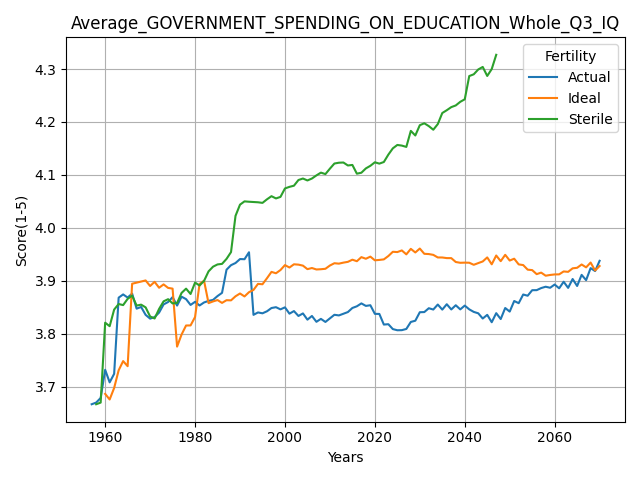 Average_GOVERNMENT_SPENDING_ON_EDUCATION_Whole_Q3_IQ
Fertility
Actual
Ideal
Sterile
4.3
4.2
4.1
4.0
3.9
3.8
3.7
Score(1-5)
1960 1980 2000 2020 2040 2060
Years